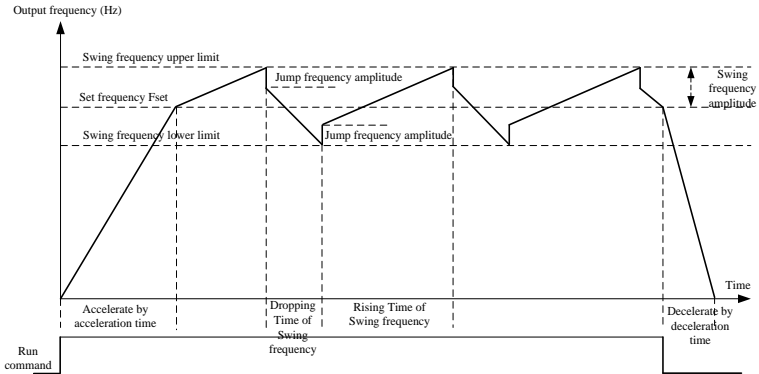 Output frequency (Hz)
Swing frequency upper limit
Jump frequency amplitude
Swing
frequency
amplitude
Set frequency Fset
Swing frequency lower limit
Jump frequency amplitude
Time
Accelerate by
acceleration time
Dropping
Time of
Swing
frequency
Rising Time of
Swing frequency
Decelerate by
deceleration
time
Run
command